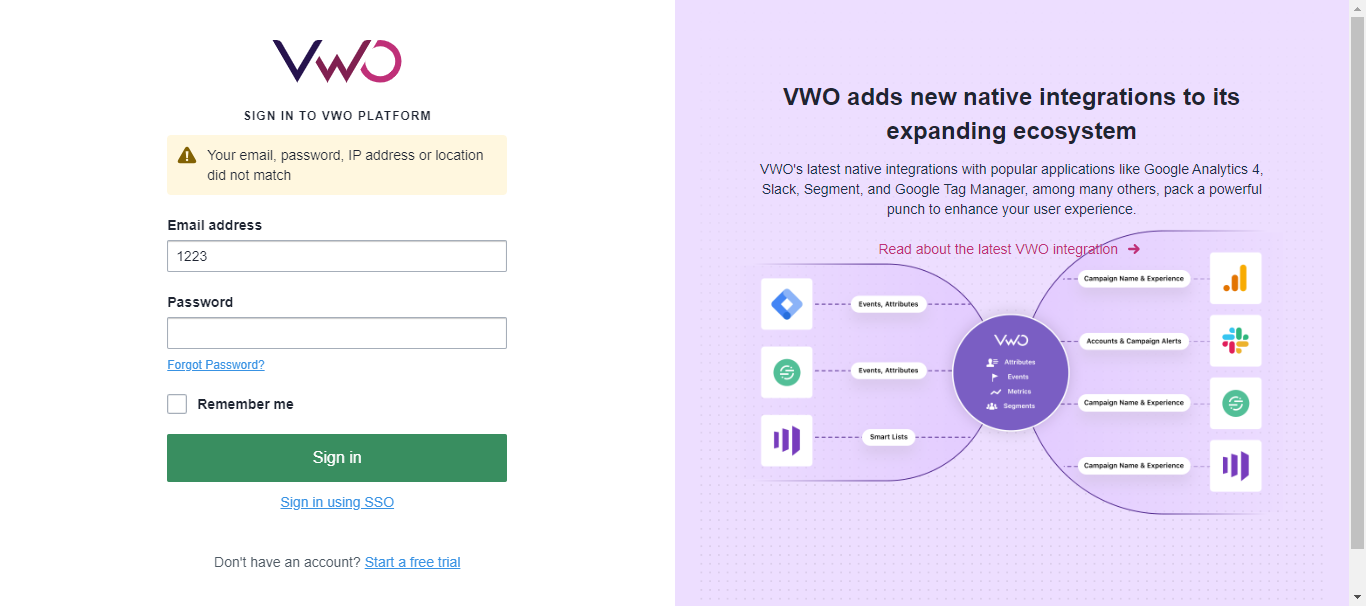 VWO
SIGN IN TO VWO PLATFORM
Your email, password, IP address or location
did not match
Email address
1223
Password
Forgot Password?
Remember me
Sign in
Sign in using SSO
Don't have an account? Start a free trial
VWO adds new native integrations to its
expanding ecosystem
VWO's latest native integrations with popular applications like Google Analytics 4,
Slack, Segment, and Google Tag Manager, among many others, pack a powerful
punch to enhance your user experience.
Read about the latest VWO integration
Events, Attributes
Events, Attributes
Smart Lists
VWO
Attributes
Events
Metrics
Segments
Campaign Name & Experience
Accounts & Campaign Alerts
Campaign Name & Experience
Campaign Name & Experience